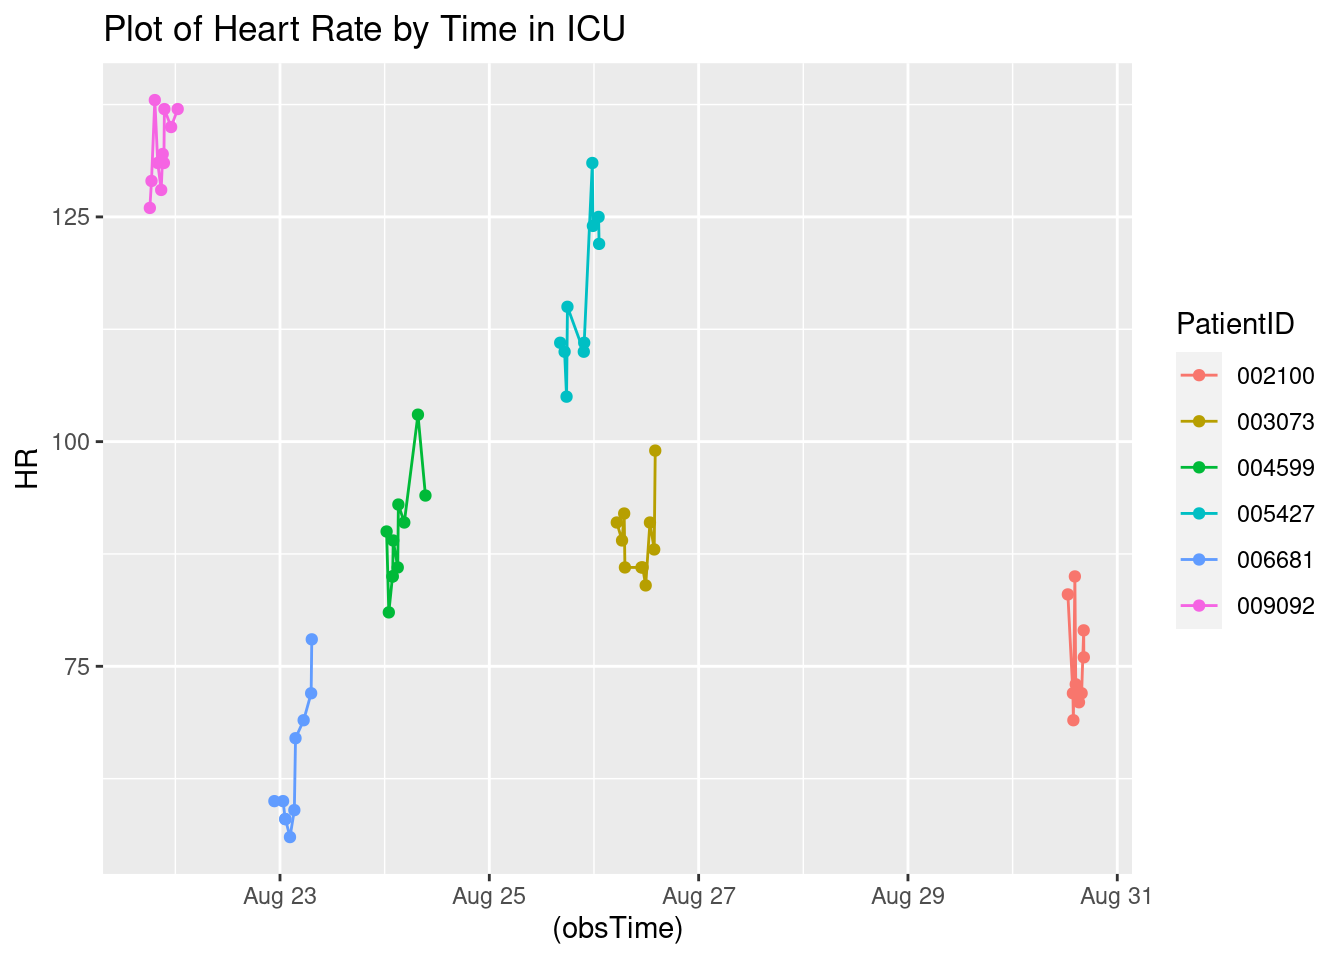 Plot of Heart Rate by Time in ICU
125
100
75
HR
Aug 23
Aug 25
Aug 27
Aug 29
Aug 31
(obsTime)
PatientID
002100
003073
004599
005427
006681
009092